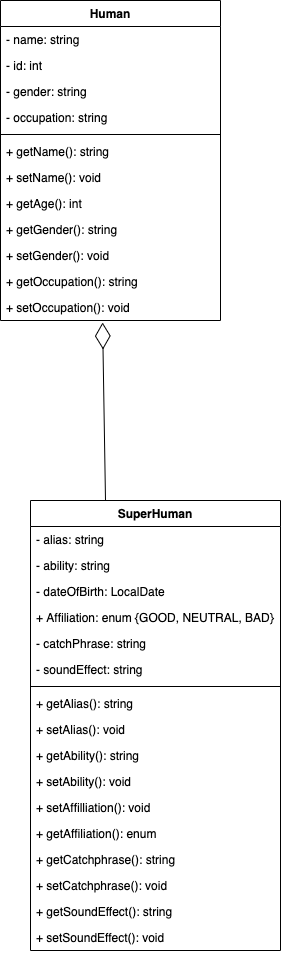 Human
- name: string
- id: int
- gender: string
- occupation: string
+ getName(): string
+ setName(): void
+ getAge(): int
+ getGender(): string
+ setGender(): void
+ getOccupation(): string
+ setOccupation(): void
SuperHuman
- alias: string
- ability: string
- dateOfBirth: LocalDate
+ Affiliation: enum {GOOD, NEUTRAL, BAD}
- catchPhrase: string
- soundEffect: string
+ getAlias(): string
+ setAlias(): void
+ getAbility(): string
+ setAbility(): void
+ setAffilliation(): void
+ getAffiliation(): enum
+ getCatchphrase(): string
+ setCatchphrase(): void
+ getSoundEffect(): string
+ setSoundEffect(): void